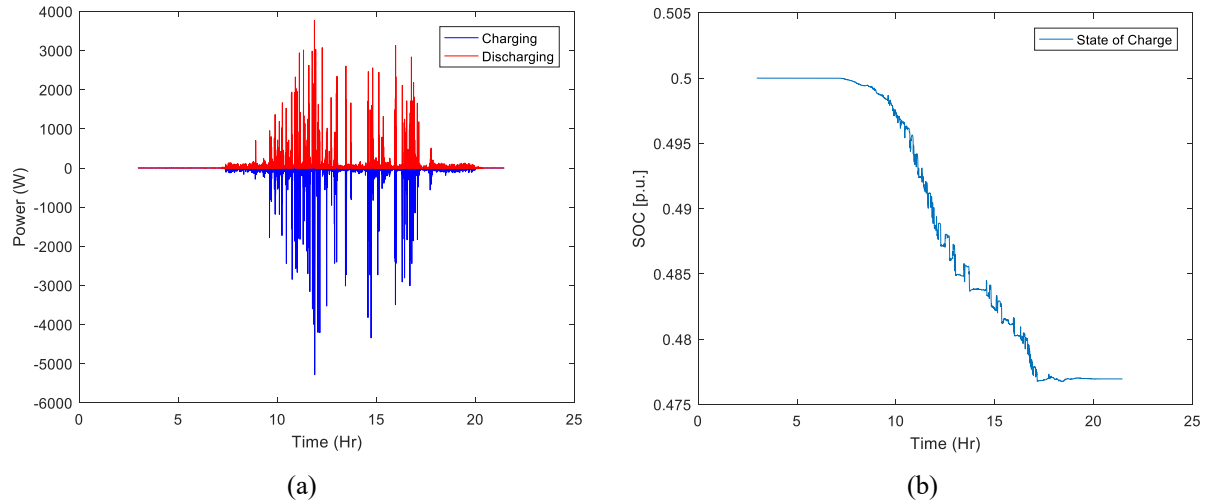 4000
3000
2000
1000
0
-1000
-2000
-3000
-4000
-5000
-6000
Power (W)
Charging
Discharging
0 5 10 15 20 25
Time (Hr)
(a)
0.505
0.5
0.495
0.49
0.485
0.48
0.475
SOC [p.u.]
State of Charge
0 5 10 15 20 25
Time (Hr)
(b)